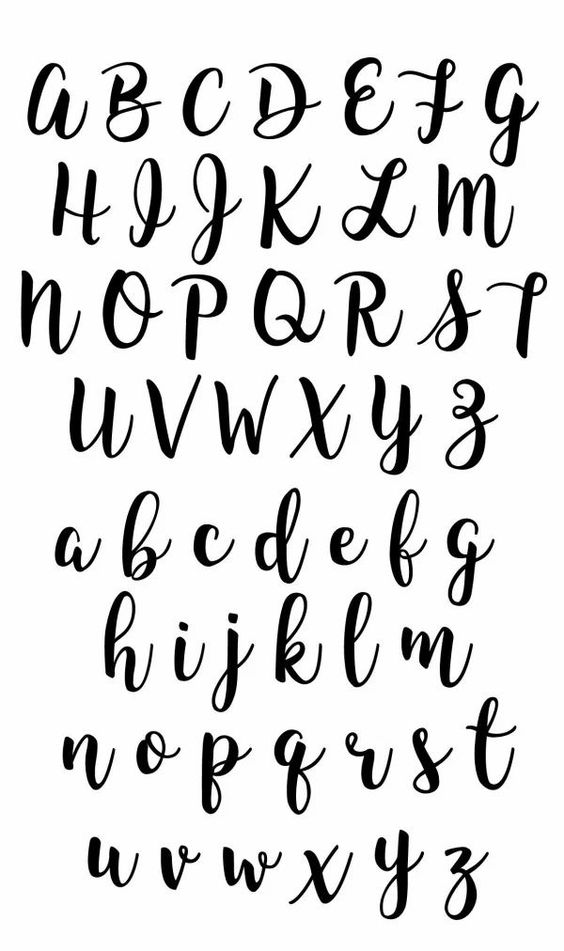 A B C D E F G
H I J K L M
N O P Q R S T
U V W X Y Z
a b c d e f g
h i j k l m
n o p q r s t
u v w x y z